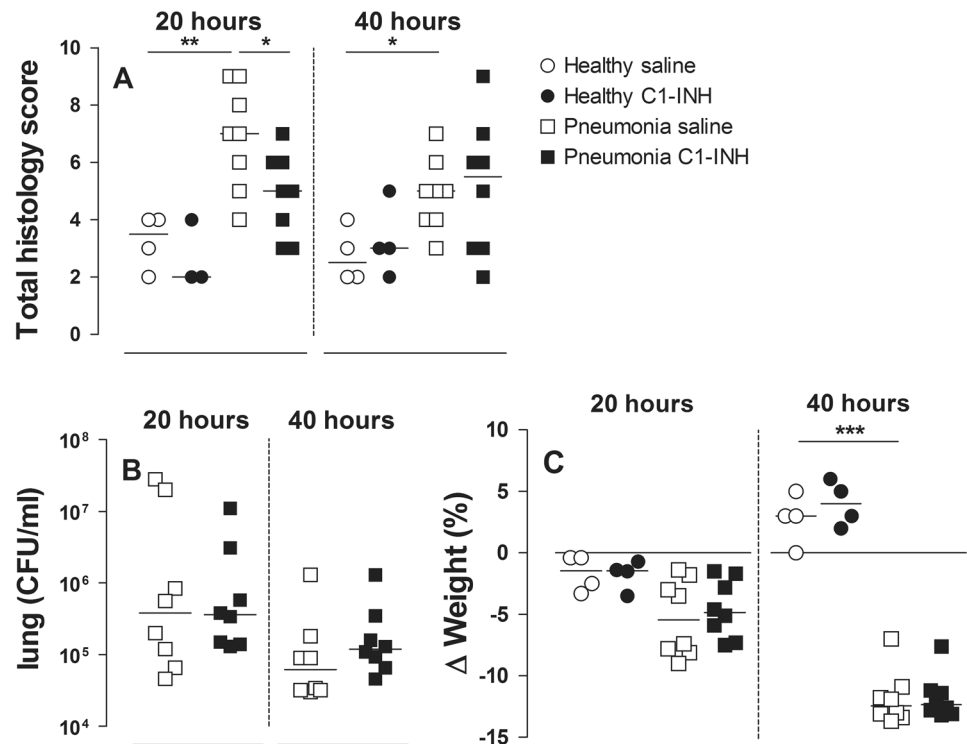 20 hours
40 hours
** * *
A
Total histology score
10
8
6
4
2
0
Healthy saline
Healthy C1-INH
Pneumonia saline
Pneumonia C1-INH
20 hours
40 hours
B
lung (CFU/ml)
10⁸
10⁷
10⁶
10⁵
10⁴
20 hours
40 hours
***
C
Δ Weight (%)
10
5
0
-5
-10
-15